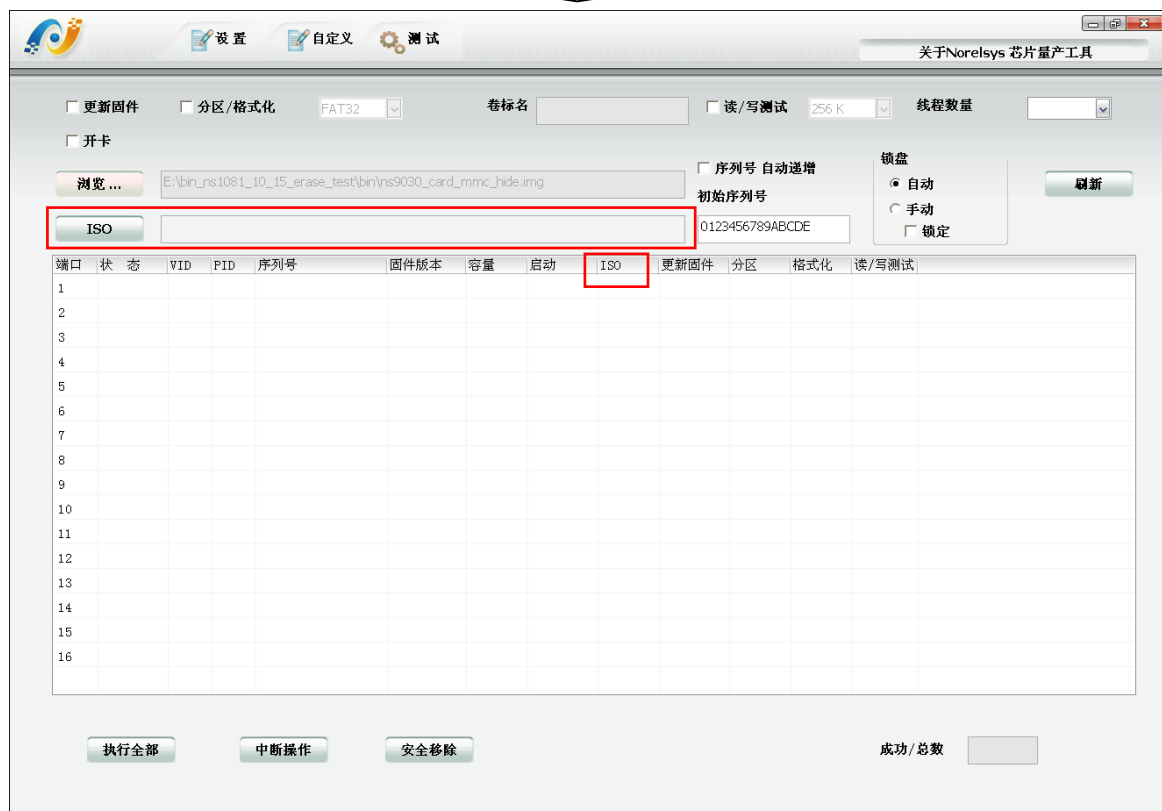 设置 自定义 测试
关于Norelsys 芯片量产工具
更新固件 分区/格式化 FAT32 卷标名 读/写测试 256 K 线程数量
开卡
浏览 ... E:\bin_ns1081_10_15_erase_test\bin\ns9030_card_mmc_hide.img
序列号 自动递增
初始序列号
锁盘
自动
手动
锁定
刷新
ISO
0123456789ABCDE
端口 状 态 VID PID 序列号 固件版本 容量 启动 ISO 更新固件 分区 格式化 读/写测试
1
2
3
4
5
6
7
8
9
10
11
12
13
14
15
16
执行全部 中断操作 安全移除 成功/总数